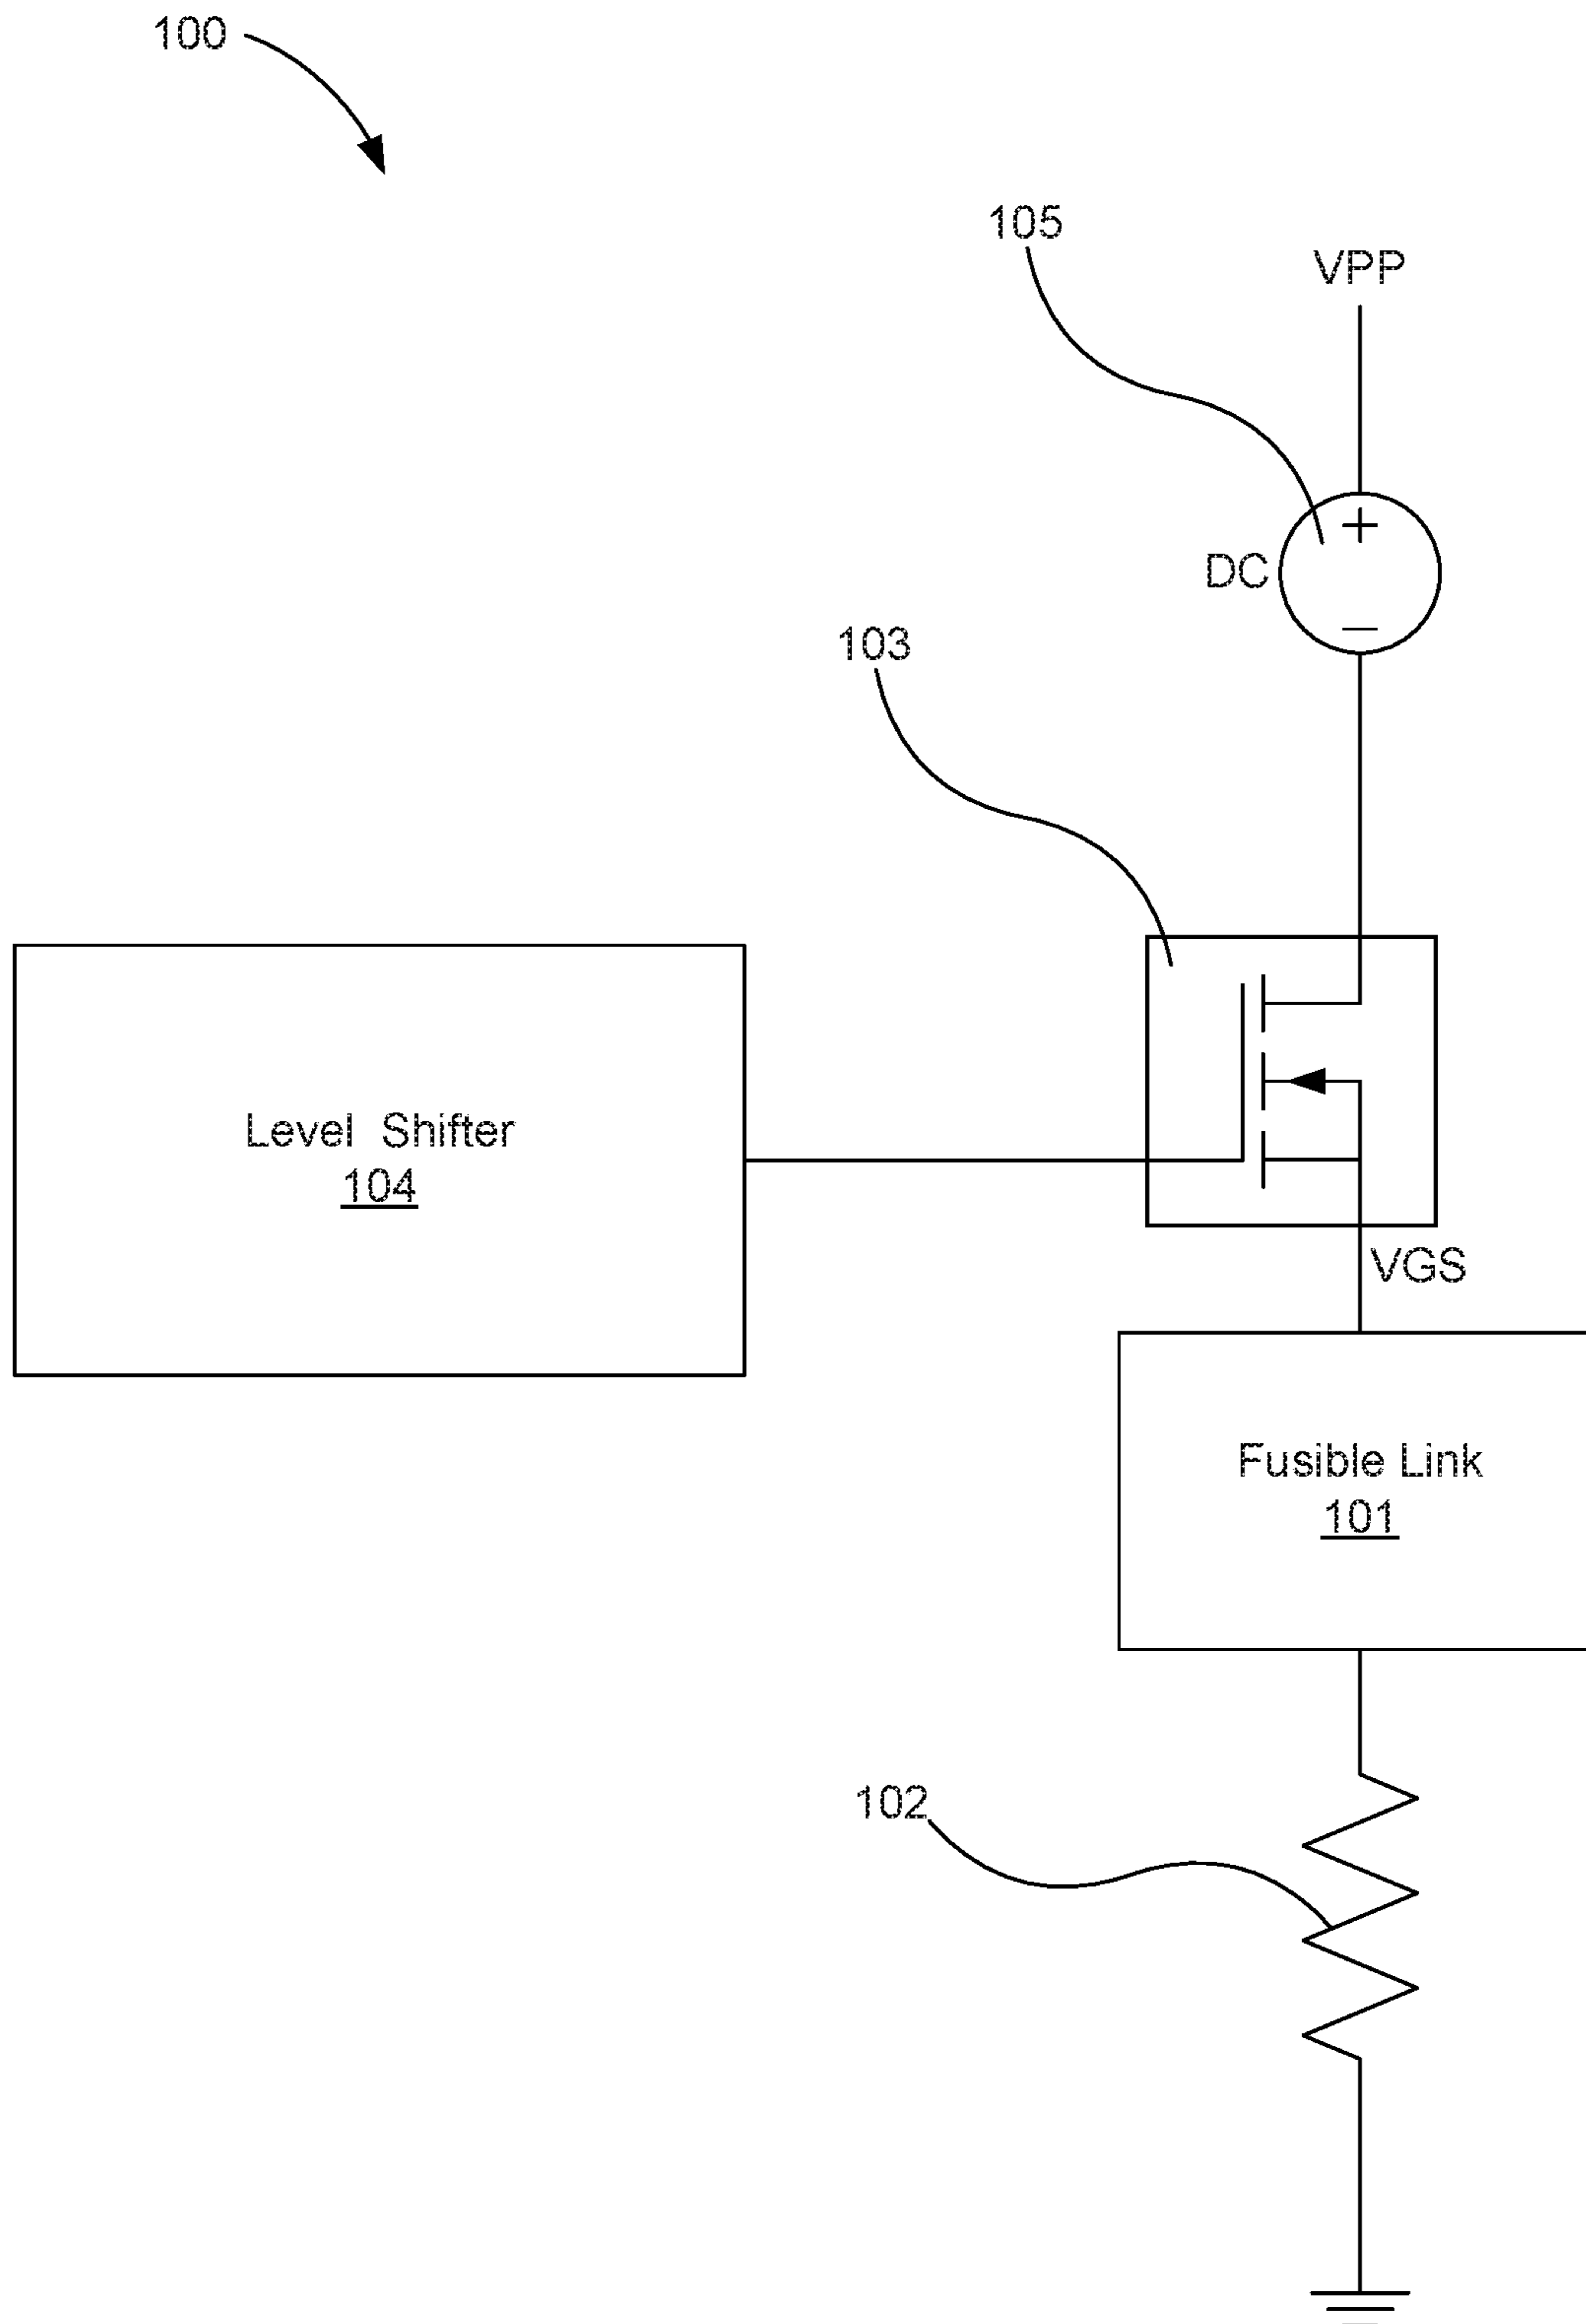 100
105
VPP
+
DC
–
103
Level Shifter
104
VGS
Fusible Link
101
102